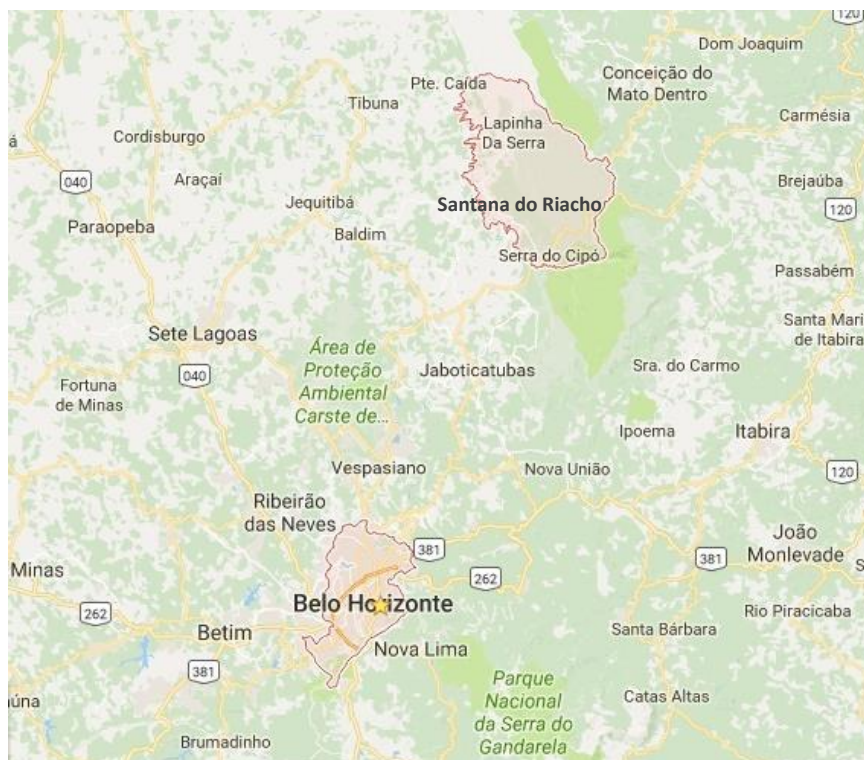 120
Dom Joaquim
Conceição do
Mato Dentro
Pte. Caída
Tibuna
Carmésia
Lapinha
Da Serra
Cordisburgo
á
040
Araçaí
Brejaúba
Jequitibá
Santana do Riacho
120
Paraopeba
Baldim
Serra do Cipó
Passabém
Santa Mari
de Itabira
Sete Lagoas
Área de
Proteção
Ambiental
Carste de...
Jaboticatubas
Sra. do Carmo
040
Fortuna
de Minas
Ipoema
Itabira
Vespasiano
Nova União
120
Ribeirão
das Neves
João
Monlevade
381
381
S
Minas
262
Belo Horizonte
262
Rio Piracicaba
Betim
Santa Bárbara
Nova Lima
381
Parque
Nacional
da Serra do
Gandarela
Catas Altas
úna
Brumadinho